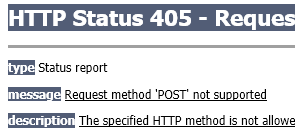 HTTP Status 405 - Reques
type Status report
message Request method 'POST' not supported
description The specified HTTP method is not allowe